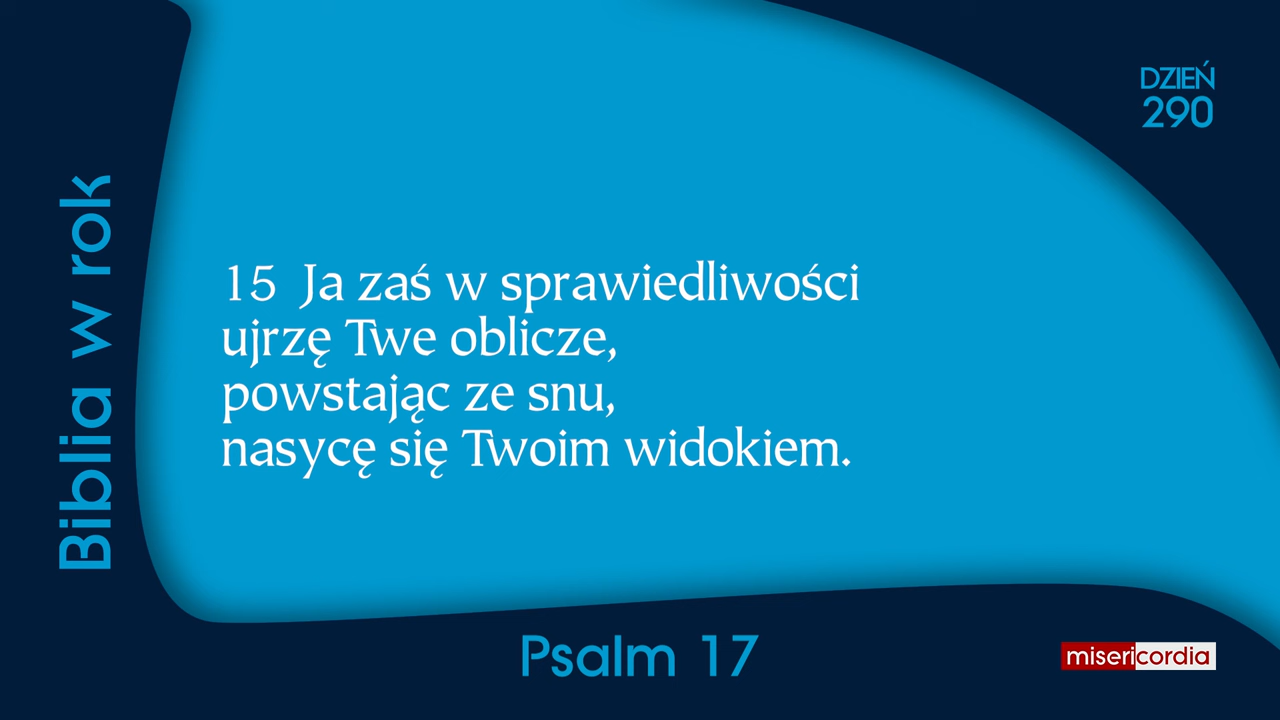 DZIEŃ
290
Biblia w rok
15 Ja zaś w sprawiedliwości
ujrzę Twe oblicze,
powstając ze snu,
nasycę się Twoim widokiem.
Psalm 17
misericordia